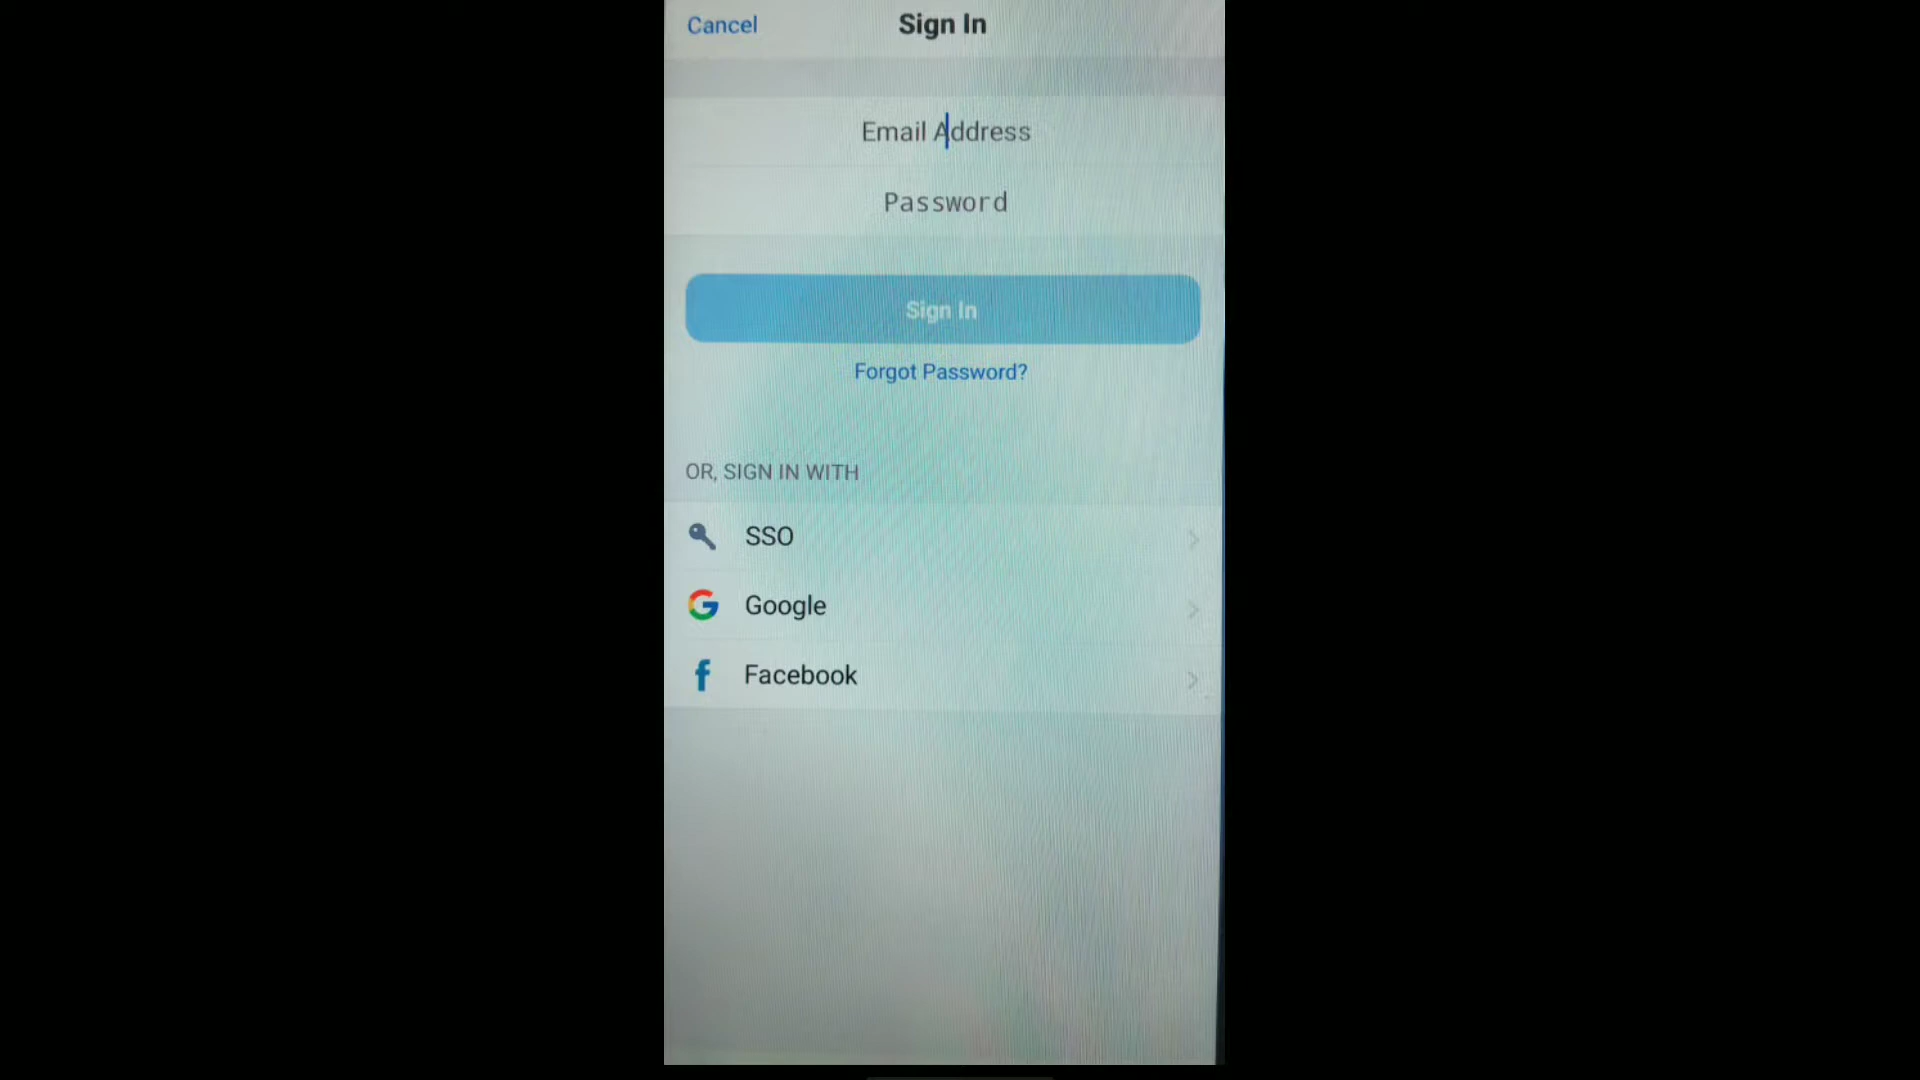 Cancel
Sign In
Email Address
Password
Sign In
Forgot Password?
OR, SIGN IN WITH
SSO
Google
Facebook